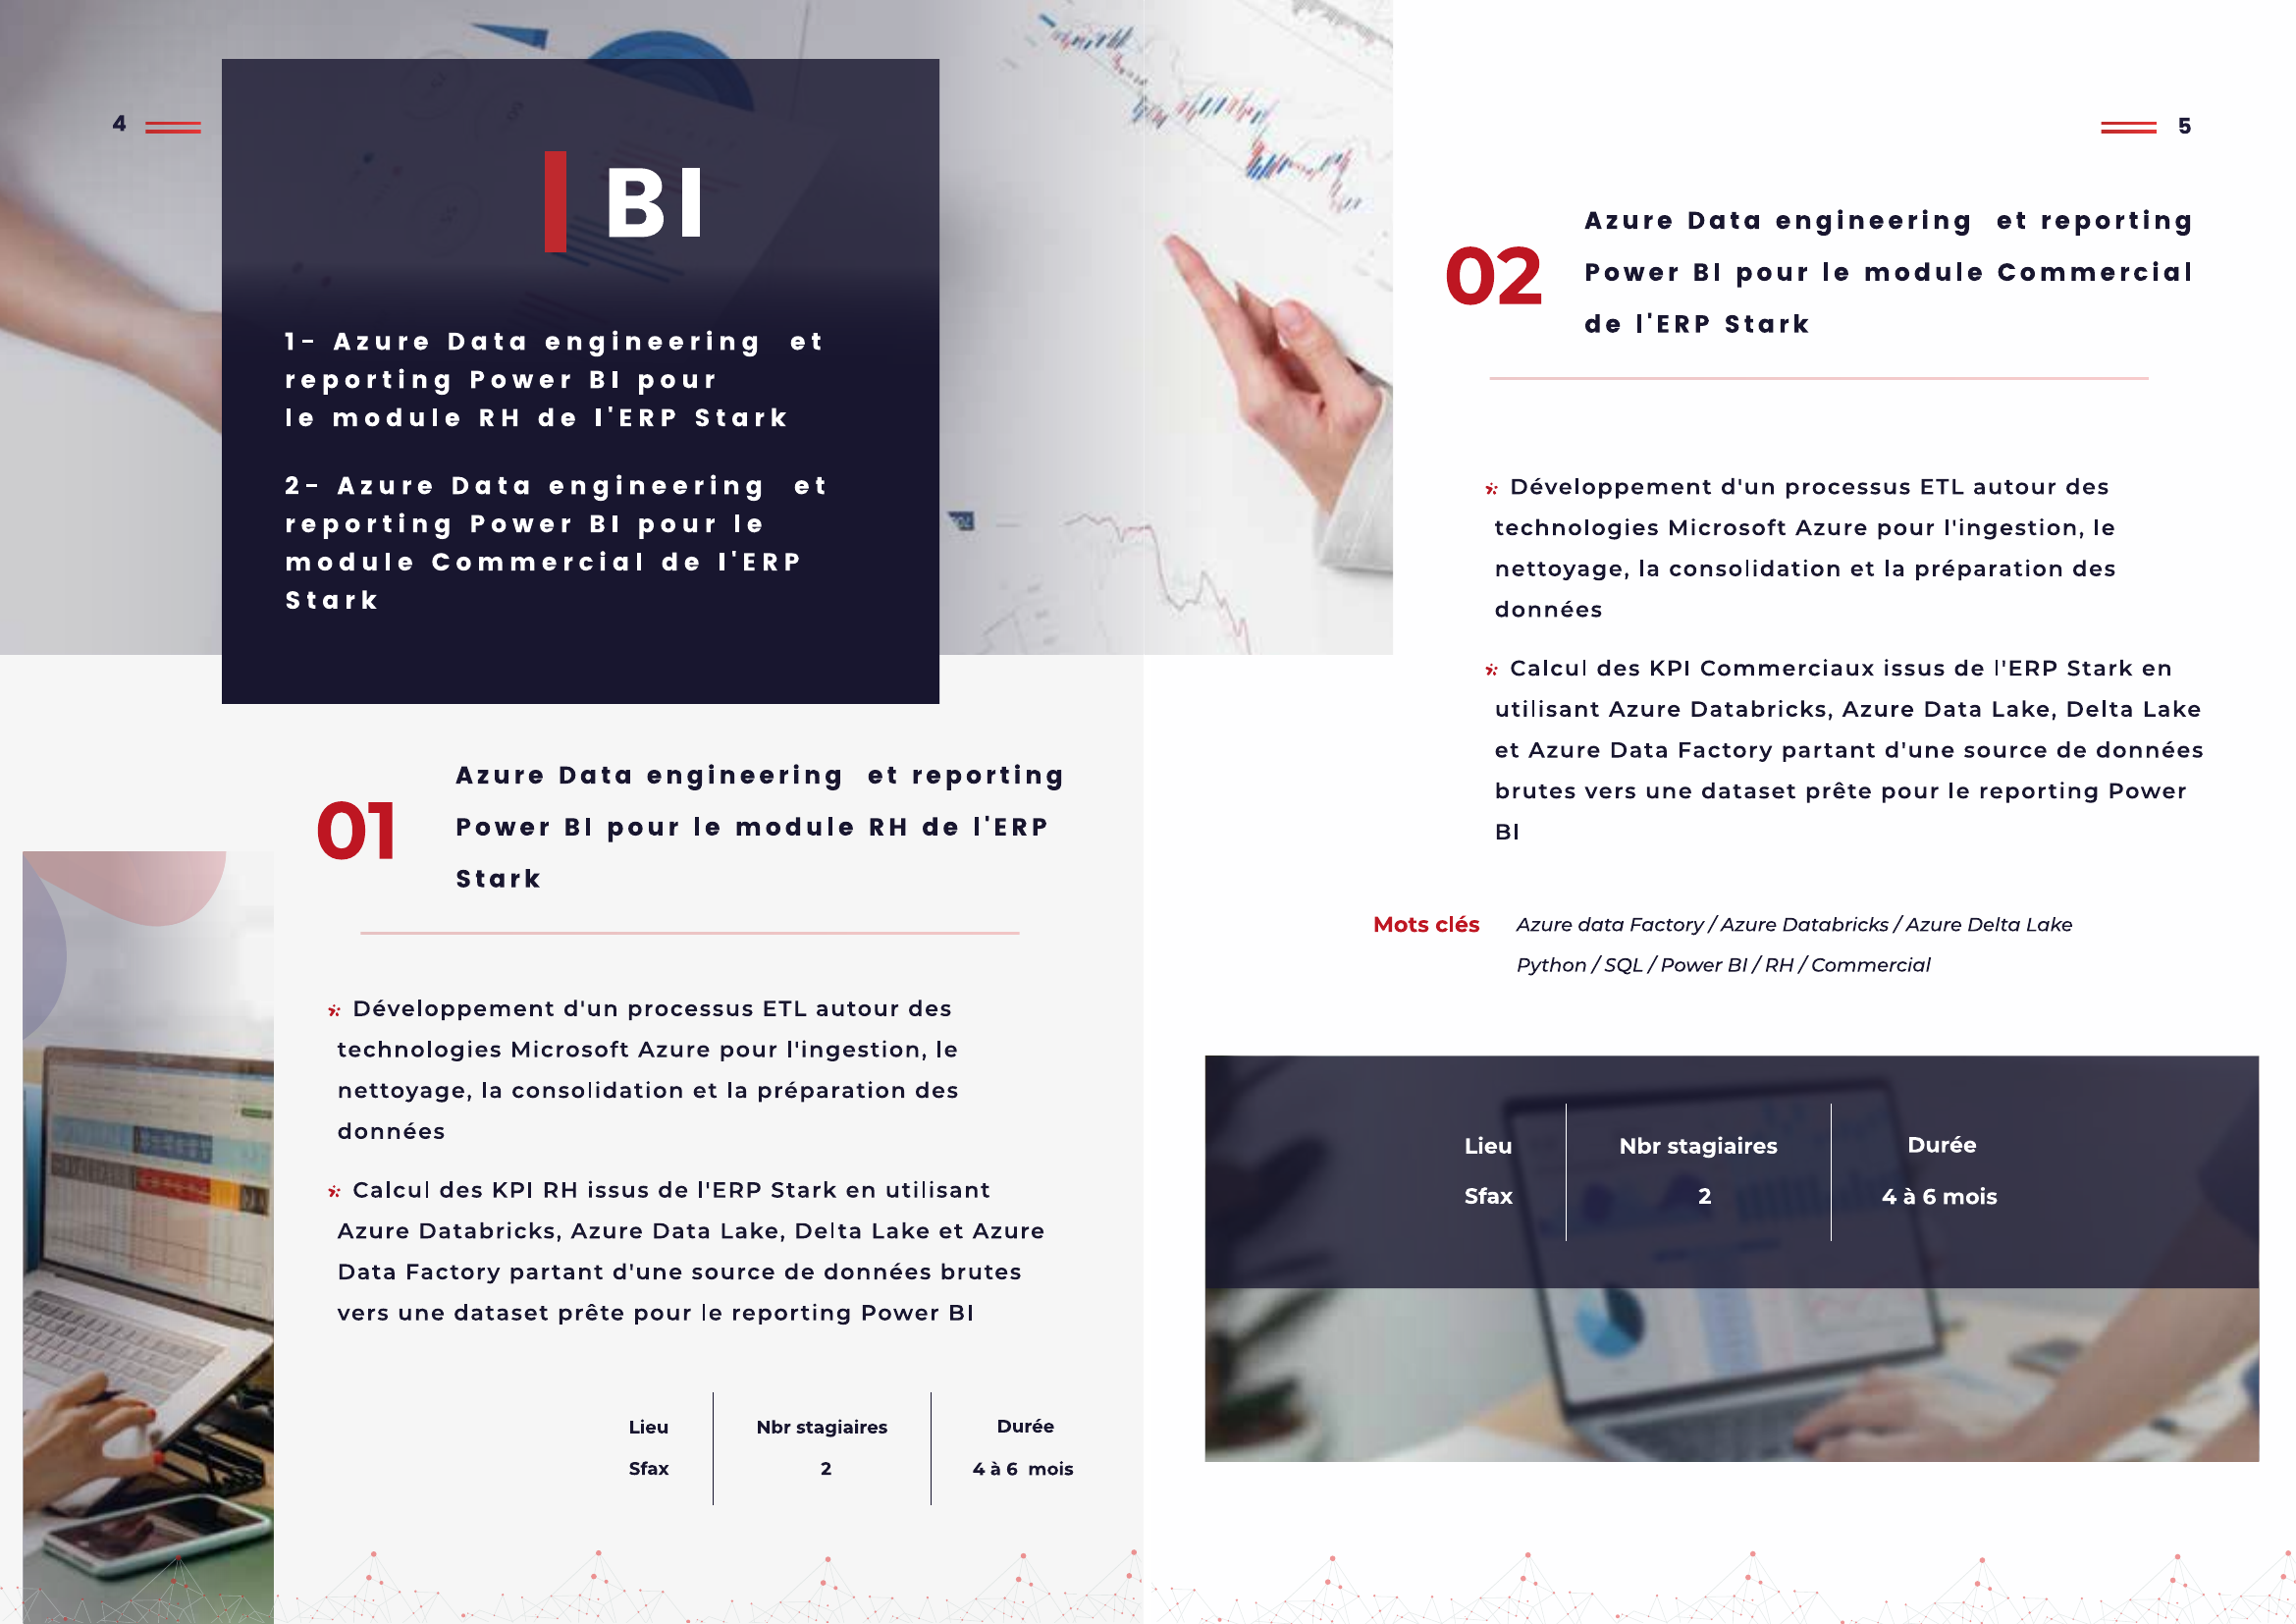 4
BI
1- Azure Data engineering et
reporting Power BI pour
le module RH de l'ERP Stark
2- Azure Data engineering et
reporting Power BI pour le
module Commercial de l'ERP
Stark
01
Azure Data engineering et reporting
Power BI pour le module RH de l'ERP
Stark
Développement d'un processus ETL autour des
technologies Microsoft Azure pour l'ingestion, le
nettoyage, la consolidation et la préparation des
données
Calcul des KPI RH issus de l'ERP Stark en utilisant
Azure Databricks, Azure Data Lake, Delta Lake et Azure
Data Factory partant d'une source de données brutes
vers une dataset prête pour le reporting Power BI
Lieu Nbr stagiaires Durée
Sfax 2 4 à 6 mois
5
02
Azure Data engineering et reporting
Power BI pour le module Commercial
de l'ERP Stark
Développement d'un processus ETL autour des
technologies Microsoft Azure pour l'ingestion, le
nettoyage, la consolidation et la préparation des
données
Calcul des KPI Commerciaux issus de l'ERP Stark en
utilisant Azure Databricks, Azure Data Lake, Delta Lake
et Azure Data Factory partant d'une source de données
brutes vers une dataset prête pour le reporting Power
BI
Mots clés Azure data Factory / Azure Databricks / Azure Delta Lake
Python / SQL / Power BI / RH / Commercial
Lieu Nbr stagiaires Durée
Sfax 2 4 à 6 mois